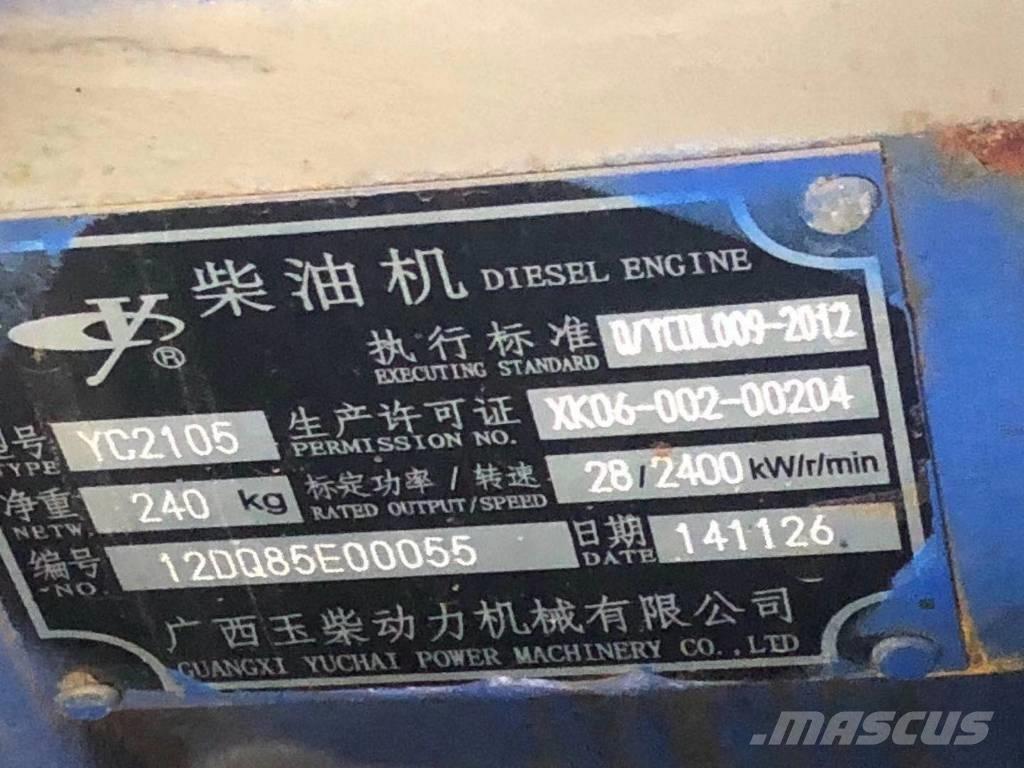 柴油机 DIESEL ENGINE
®
执行标准 Q/YCDL009-2012
EXECUTING STANDARD
型号 YC2105 生产许可证 XK06-002-00204
TYPE PERMISSION NO.
净重 240 kg 标定功率/转速 28/2400 kW/r/min
NETW. RATED OUTPUT/SPEED
编号 12DQ85E00055 日期 141126
NO. DATE
广西玉柴动力机械有限公司
GUANGXI YUCHAI POWER MACHINERY CO.,LTD
MASCUS